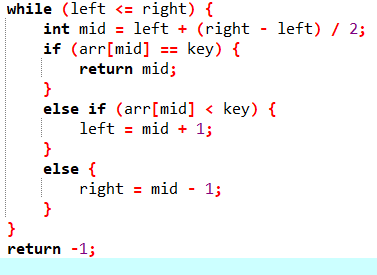 while (left <= right) {
    int mid = left + (right - left) / 2;
    if (arr[mid] == key) {
        return mid;
    }
    else if (arr[mid] < key) {
        left = mid + 1;
    }
    else {
        right = mid - 1;
    }
}
return -1;